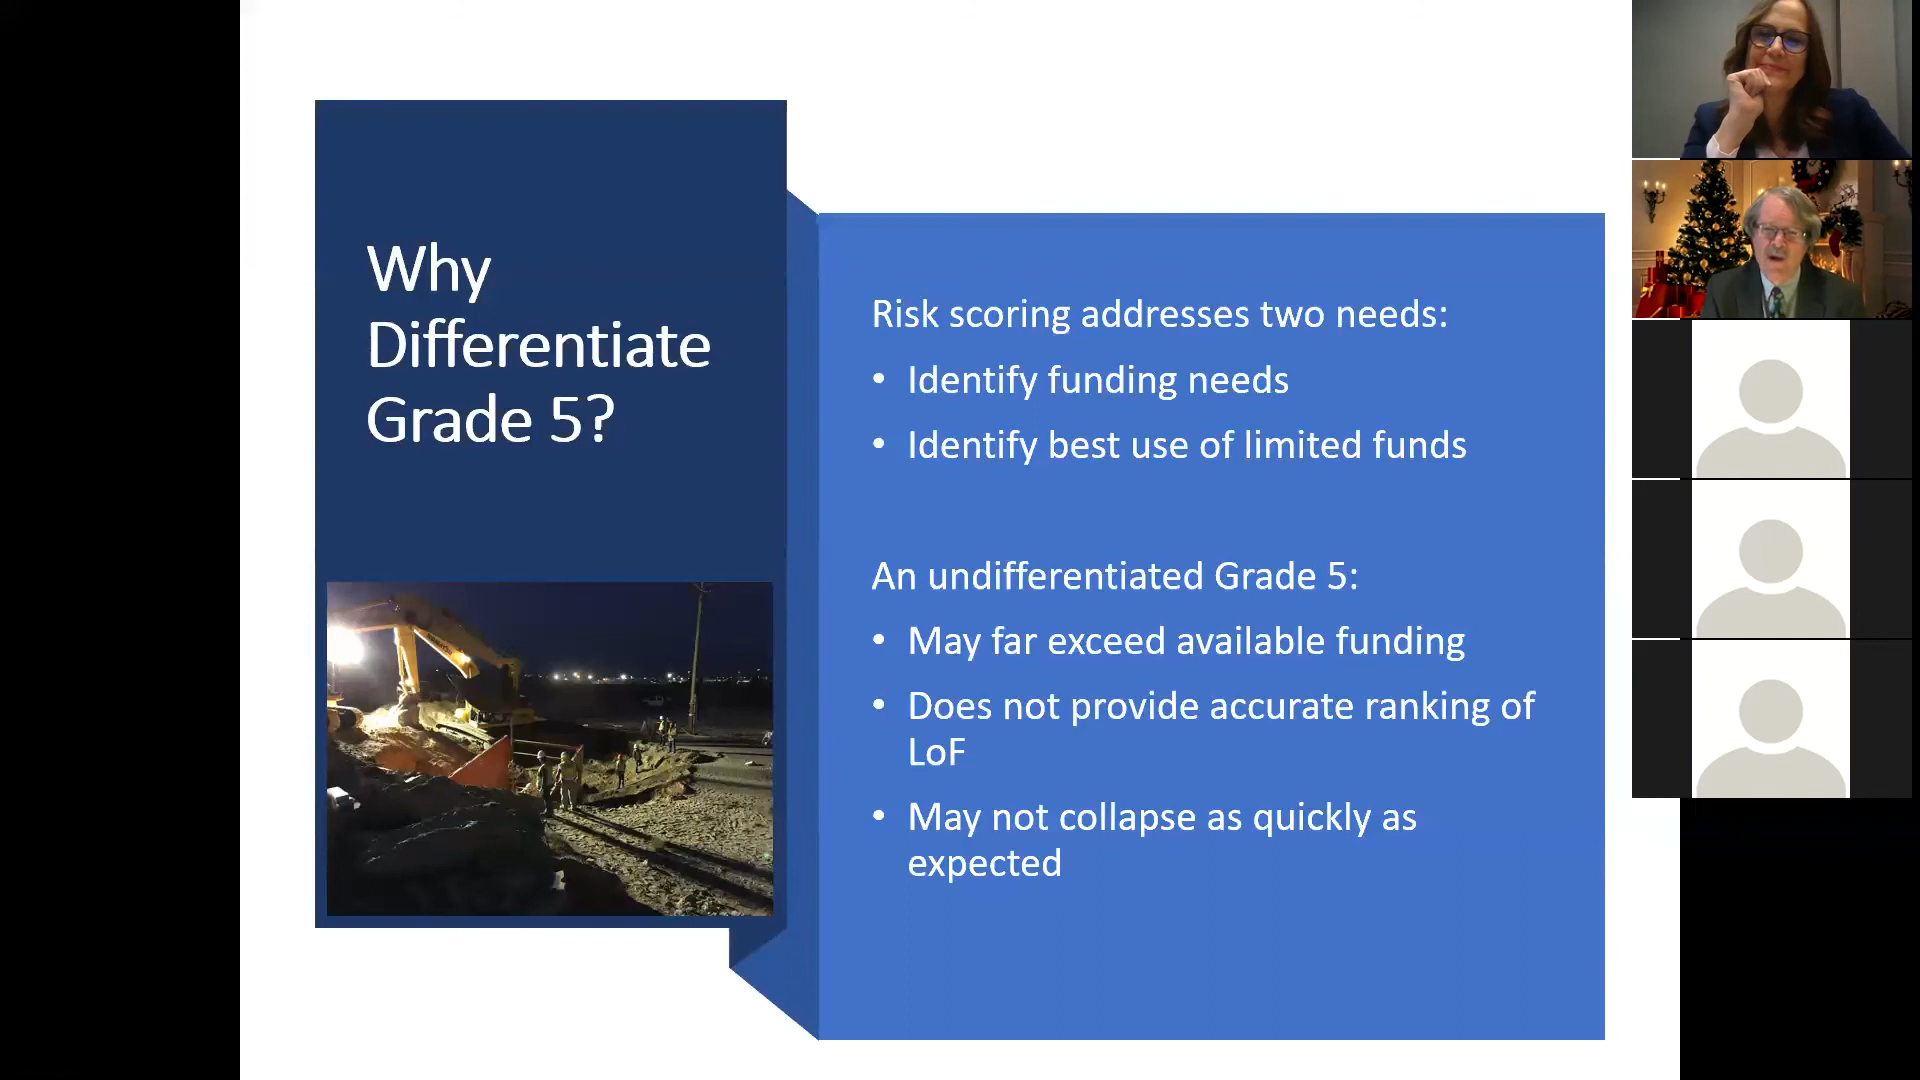 Why
Differentiate
Grade 5?
Risk scoring addresses two needs:
• Identify funding needs
• Identify best use of limited funds
An undifferentiated Grade 5:
• May far exceed available funding
• Does not provide accurate ranking of
LoF
• May not collapse as quickly as
expected